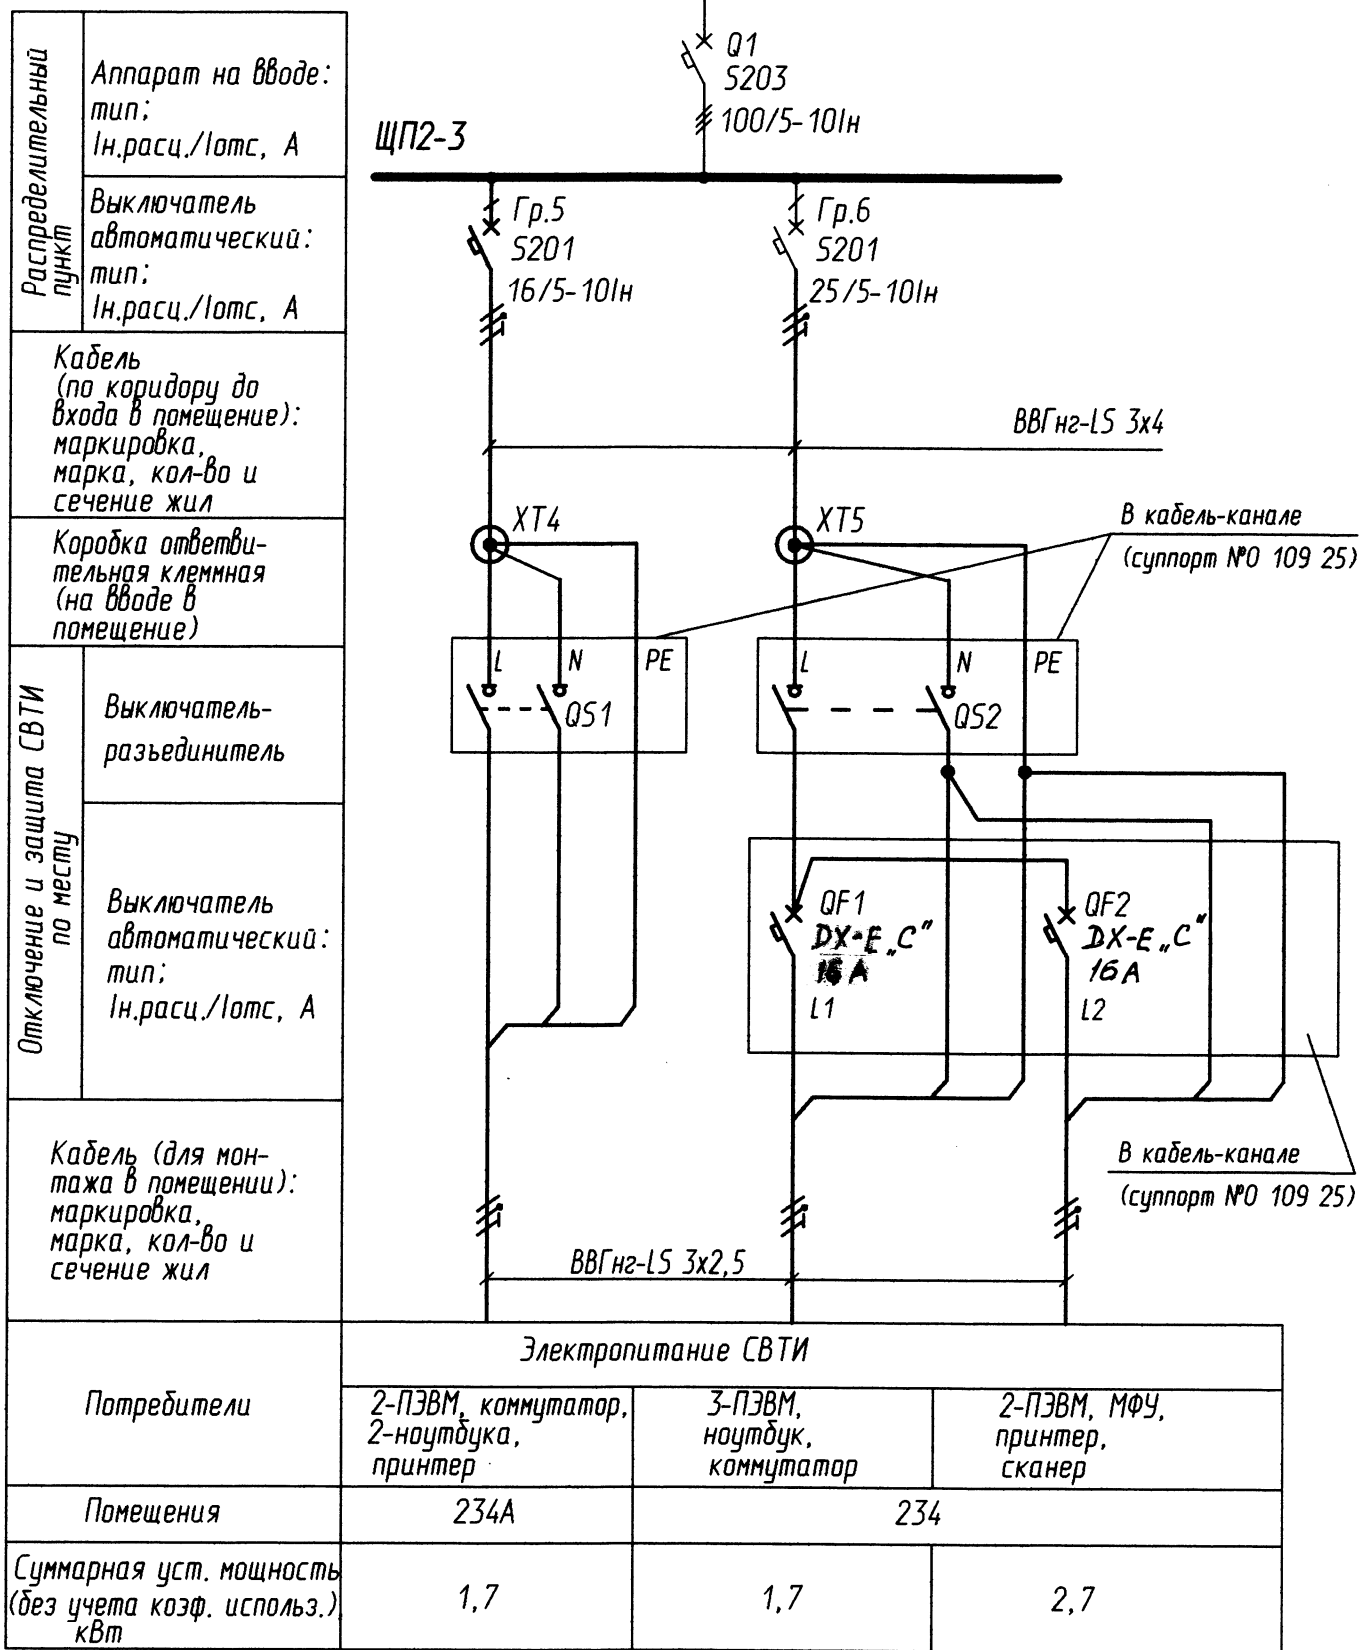 Распределительный
пункт
Аппарат на вводе:
тип;
Iн.расц./Iотс, А
Выключатель
автоматический:
тип;
Iн.расц./Iотс, А
Q1
S203
100/5-10Iн
ЩП2-3
Гр.5
S201
16/5-10Iн
Гр.6
S201
25/5-10Iн
Кабель
(по коридору до
входа в помещение):
маркировка,
марка, кол-во и
сечение жил
ВВГнг-LS 3х4
Коробка ответви-
тельная клеммная
(на вводе в
помещение)
XT4
XT5
В кабель-канале
(суппорт №0 109 25)
Отключение и защита СВТИ
по месту
Выключатель-
разъединитель
L N PE
QS1
L N PE
QS2
Выключатель
автоматический:
тип;
Iн.расц./Iотс, А
QF1
DX-E „C"
16 A
L1
QF2
DX-E „C"
16 A
L2
В кабель-канале
(суппорт №0 109 25)
Кабель (для мон-
тажа в помещении):
маркировка,
марка, кол-во и
сечение жил
ВВГнг-LS 3х2,5
Потребители
Электропитание СВТИ
2-ПЭВМ, коммутатор,
2-ноутбука,
принтер
3-ПЭВМ,
ноутбук,
коммутатор
2-ПЭВМ, МФУ,
принтер,
сканер
Помещения
234А
234
Суммарная уст. мощность
(без учета коэф. использ.)
кВт
1,7
1,7
2,7